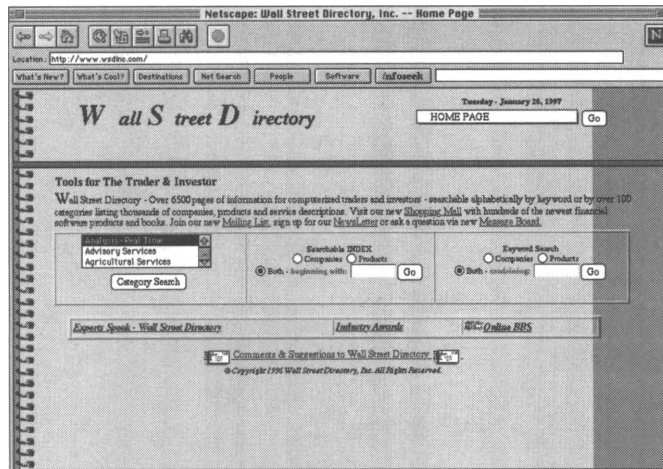 Netscape: Wall Street Directory, Inc. -- Home Page
N
Location: http://www.wsdinc.com/
What's New? What's Cool? Destinations Net Search People Software infoseek
Tuesday - January 28, 1997
Wall Street Directory
HOME PAGE Go
Tools for The Trader & Investor
Wall Street Directory - Over 6500 pages of information for computerized traders and investors - searchable alphabetically by keyword or by over 100
categories listing thousands of companies, products and service descriptions. Visit our new Shopping Mall with hundreds of the newest financial
software products and books. Join our new Mailing List, sign up for our NewsLetter or ask a question via new Message Board.
Analysis-Real Time
Advisory Services
Agricultural Services
Category Search
Searchable INDEX
Companies Products
Both - beginning with: Go
Keyword Search
Companies Products
Both - containing: Go
Experts Speak - Wall Street Directory Industry Awards Online BBS
Comments & Suggestions to Wall Street Directory
© Copyright 1996 Wall Street Directory, Inc. All Rights Reserved.